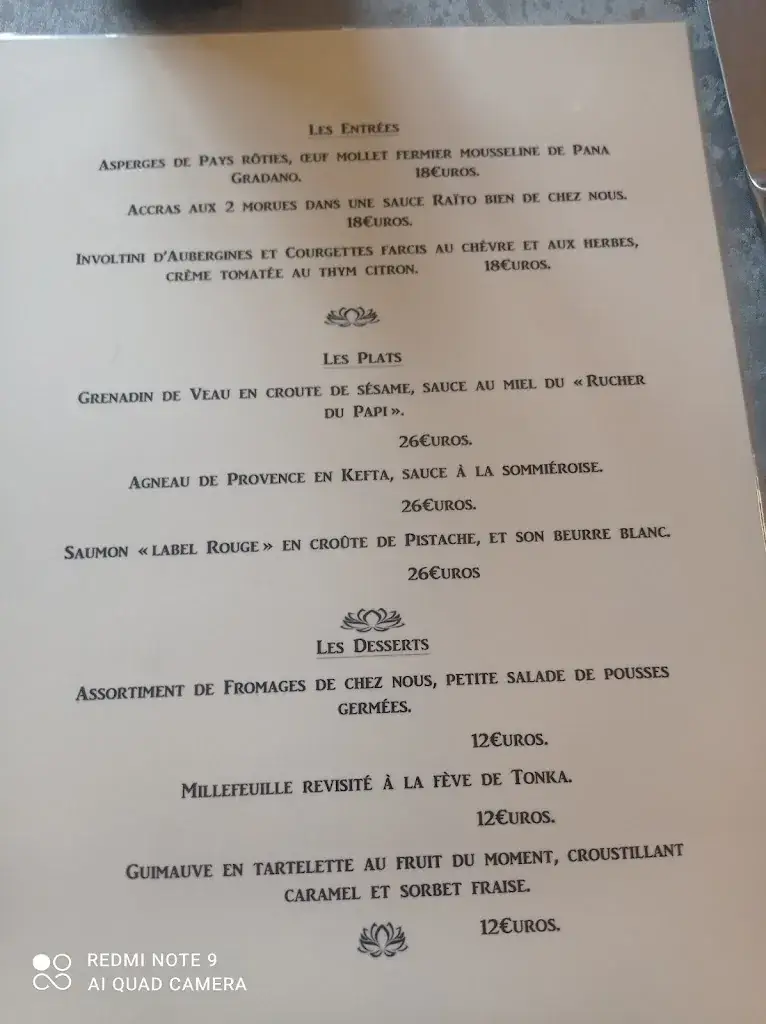 Les Entrées
Asperges de Pays rôties, œuf mollet fermier mousseline de Pana
Gradano. 18€uros.
Accras aux 2 morues dans une sauce Raïto bien de chez nous.
18€uros.
Involtini d'Aubergines et Courgettes farcis au chèvre et aux herbes,
crème tomatée au thym citron. 18€uros.
Les Plats
Grenadin de Veau en croute de sésame, sauce au miel du « Rucher
du Papi ».
26€uros.
Agneau de Provence en Kefta, sauce à la sommiéroise.
26€uros.
Saumon « label Rouge » en croûte de Pistache, et son beurre blanc.
26€uros
Les Desserts
Assortiment de Fromages de chez nous, petite salade de pousses
germées.
12€uros.
Millefeuille revisité à la fève de Tonka.
12€uros.
Guimauve en tartelette au fruit du moment, croustillant
caramel et sorbet fraise.
12€uros.
REDMI NOTE 9
AI QUAD CAMERA